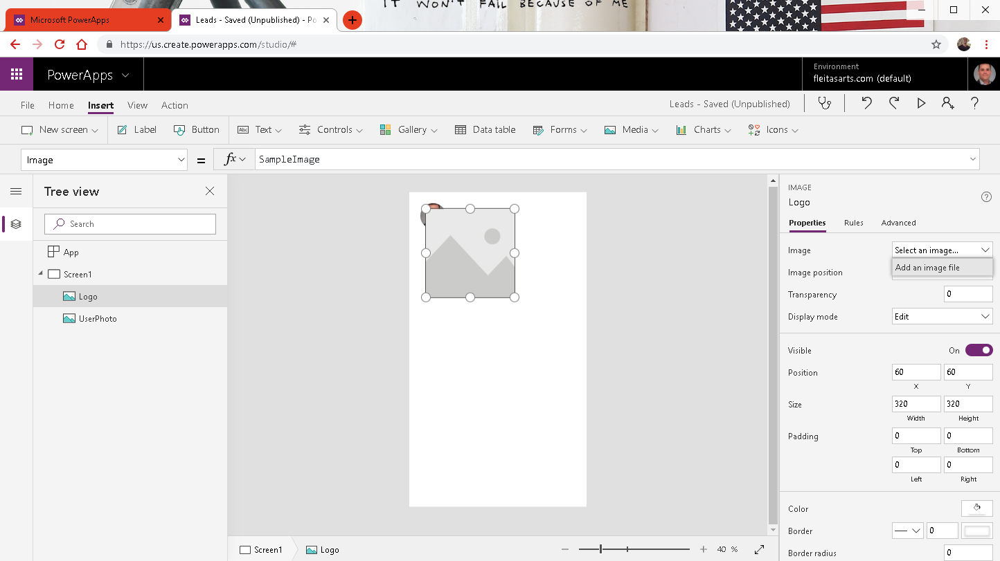 IT WON'T FAIL BECAUSE OF ME
Microsoft PowerApps
Leads - Saved (Unpublished) - Po
https://us.create.powerapps.com/studio/#
PowerApps
Environment
fleitasarts.com (default)
File Home Insert View Action
Leads - Saved (Unpublished)
New screen Label Button Text Controls Gallery Data table Forms Media Charts Icons
Abc
Image = fx SampleImage
Tree view
Search
App
Screen1
Logo
UserPhoto
IMAGE
Logo
Properties Rules Advanced
Image Select an image...
Add an image file
Image position
Transparency 0
Display mode Edit
Visible On
Position 60 60
X Y
Size 320 320
Width Height
Padding 0 0
Top Bottom
0 0
Left Right
Color
Border 0
Border radius 0
Screen1 Logo
40 %